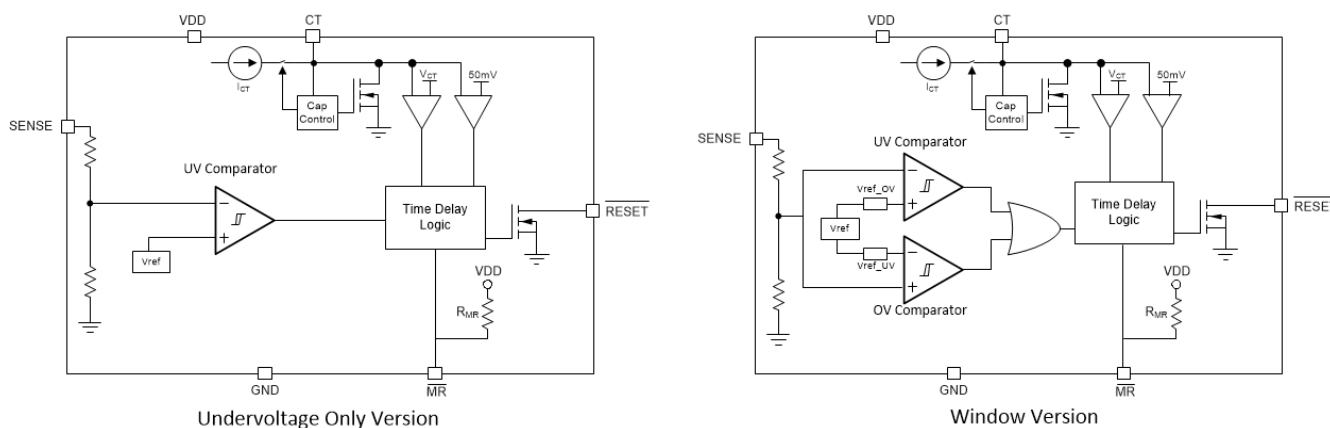 VDD
CT
ICT
Cap
Control
VCT
50mV
SENSE
UV Comparator
−
+
Vref
Time Delay
Logic
RESET
VDD
RMR
GND
MR
Undervoltage Only Version
VDD
CT
ICT
Cap
Control
VCT
50mV
SENSE
UV Comparator
−
+
Vref_OV
Vref
Vref_UV
−
+
OV Comparator
Time Delay
Logic
RESE
VDD
RMR
GND
MR
Window Version